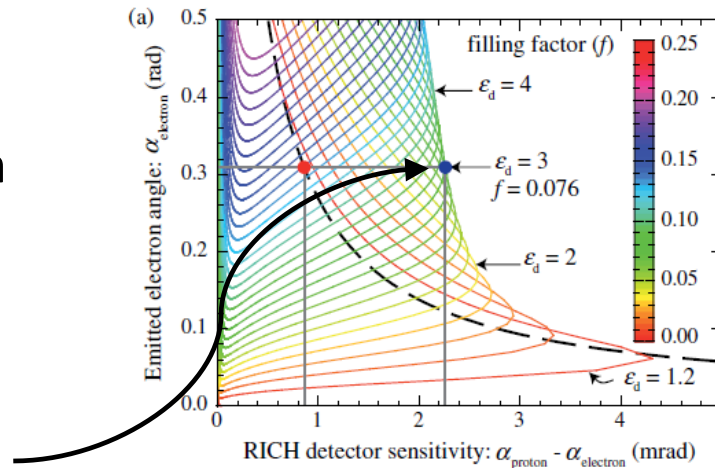 (a)
0.5
0.4
0.3
0.2
0.1
0.0
Emitted electron angle: α_electron (rad)
filling factor (f)
0.25
0.20
0.15
0.10
0.05
0.00
ε_d = 4
ε_d = 3
f = 0.076
ε_d = 2
ε_d = 1.2
0 1 2 3 4
RICH detector sensitivity: α_proton - α_electron (mrad)